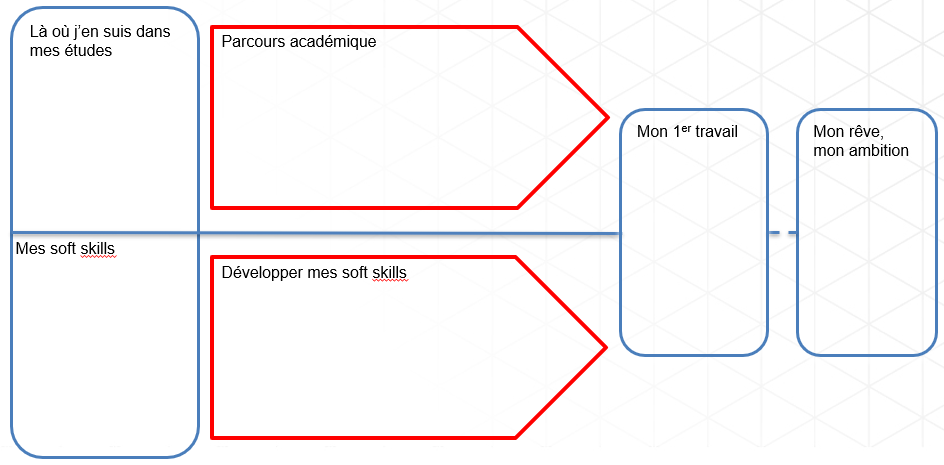 Là où j’en suis dans
mes études
Parcours académique
Mon 1er travail
Mon rêve,
mon ambition
Mes soft skills
Développer mes soft skills